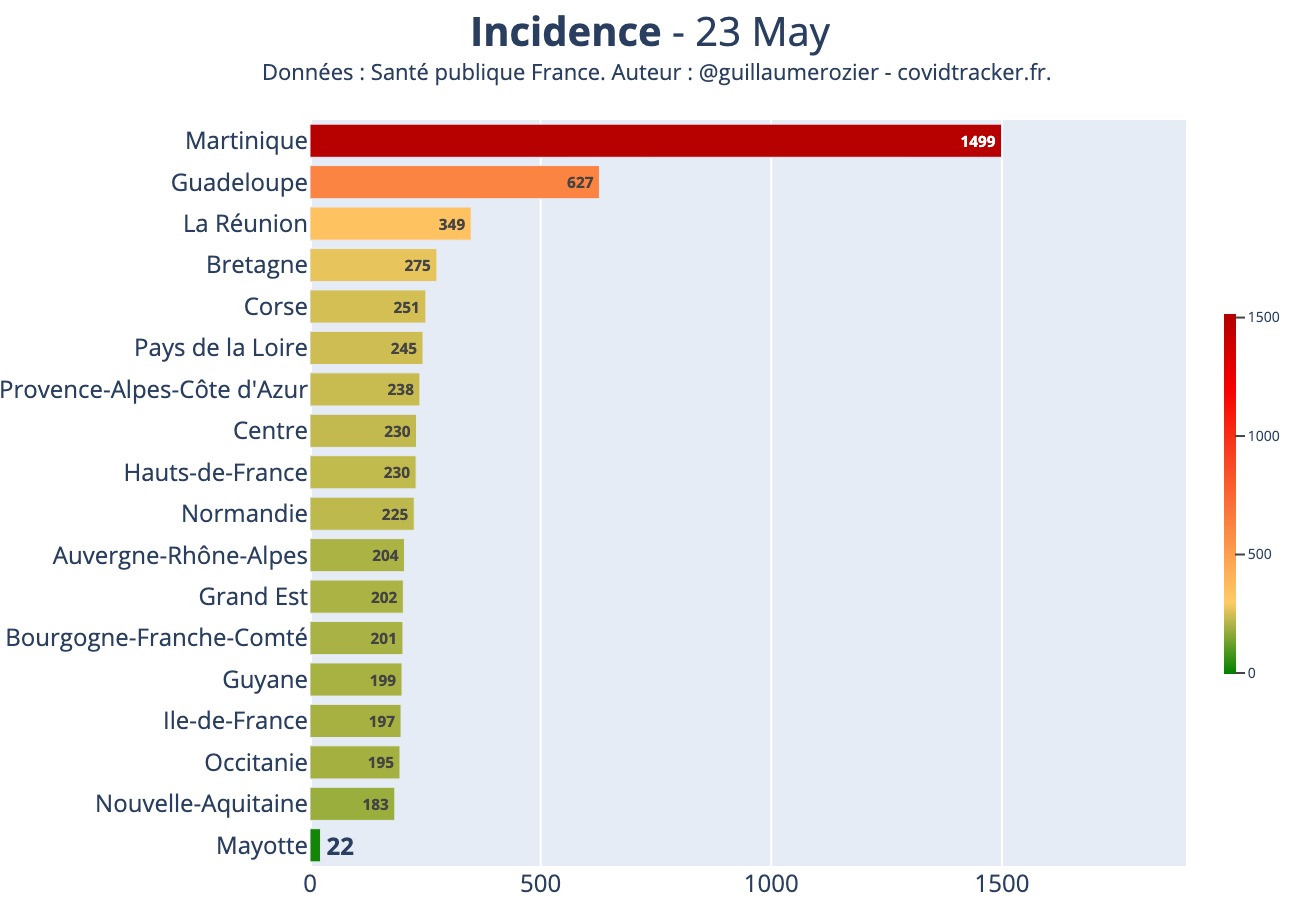 Incidence - 23 May
Données : Santé publique France. Auteur : @guillaumerozier - covidtracker.fr.
Martinique 1499
Guadeloupe 627
La Réunion 349
Bretagne 275
Corse 251
Pays de la Loire 245
Provence-Alpes-Côte d'Azur 238
Centre 230
Hauts-de-France 230
Normandie 225
Auvergne-Rhône-Alpes 204
Grand Est 202
Bourgogne-Franche-Comté 201
Guyane 199
Ile-de-France 197
Occitanie 195
Nouvelle-Aquitaine 183
Mayotte 22
0 500 1000 1500
1500
1000
500
0